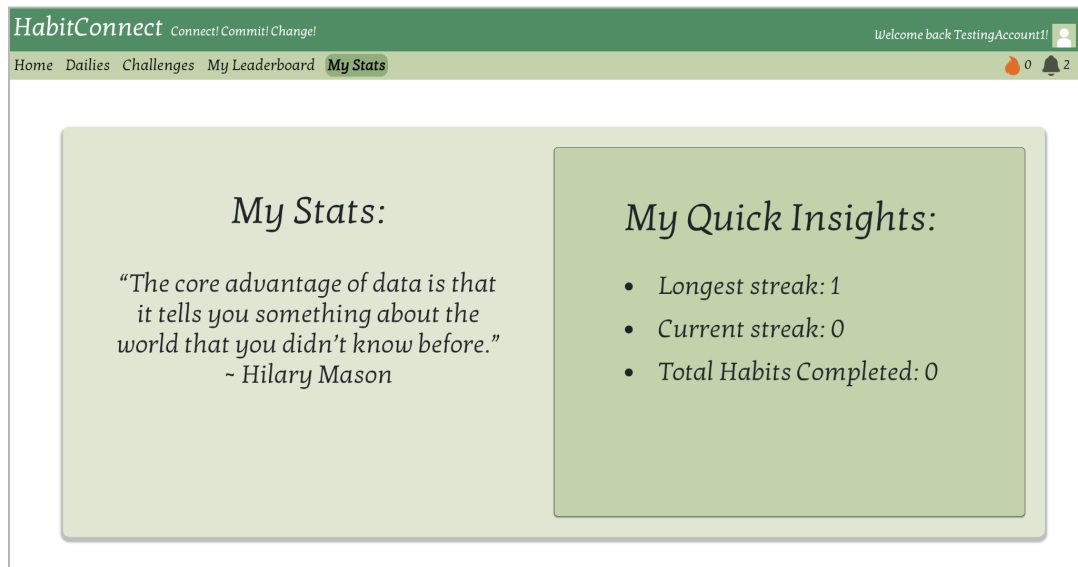 HabitConnect Connect! Commit! Change!
Welcome back TestingAccount1!
Home Dailies Challenges My Leaderboard My Stats
0 2
My Stats:
“The core advantage of data is that
it tells you something about the
world that you didn’t know before.”
~ Hilary Mason
My Quick Insights:
• Longest streak: 1
• Current streak: 0
• Total Habits Completed: 0